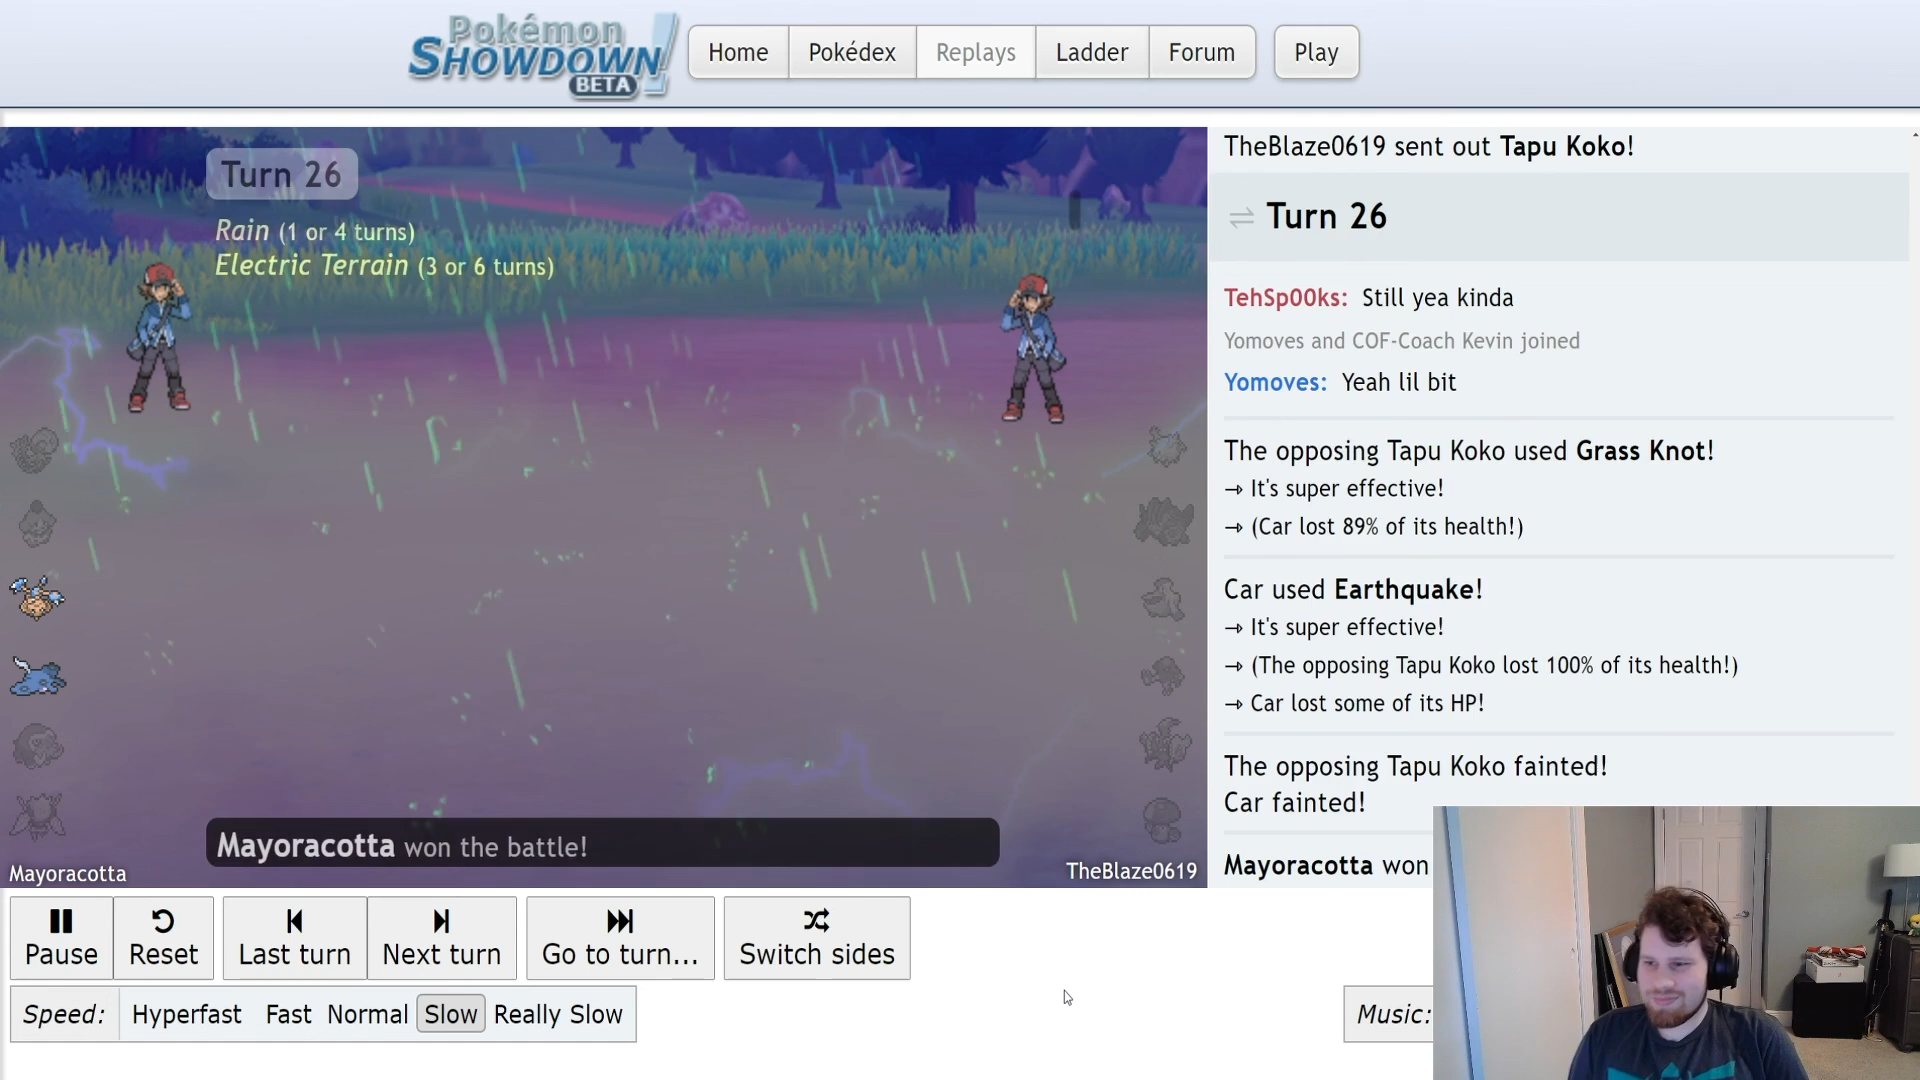 Pokémon
SHOWDOWN!
BETA
Home
Pokédex
Replays
Ladder
Forum
Play
Turn 26
Rain (1 or 4 turns)
Electric Terrain (3 or 6 turns)
Mayoracotta won the battle!
Mayoracotta
TheBlaze0619
TheBlaze0619 sent out Tapu Koko!
Turn 26
TehSp00ks: Still yea kinda
Yomoves and COF-Coach Kevin joined
Yomoves: Yeah lil bit
The opposing Tapu Koko used Grass Knot!
→ It's super effective!
→ (Car lost 89% of its health!)
Car used Earthquake!
→ It's super effective!
→ (The opposing Tapu Koko lost 100% of its health!)
→ Car lost some of its HP!
The opposing Tapu Koko fainted!
Car fainted!
Mayoracotta won
Pause
Reset
Last turn
Next turn
Go to turn...
Switch sides
Speed: Hyperfast Fast Normal Slow Really Slow
Music: